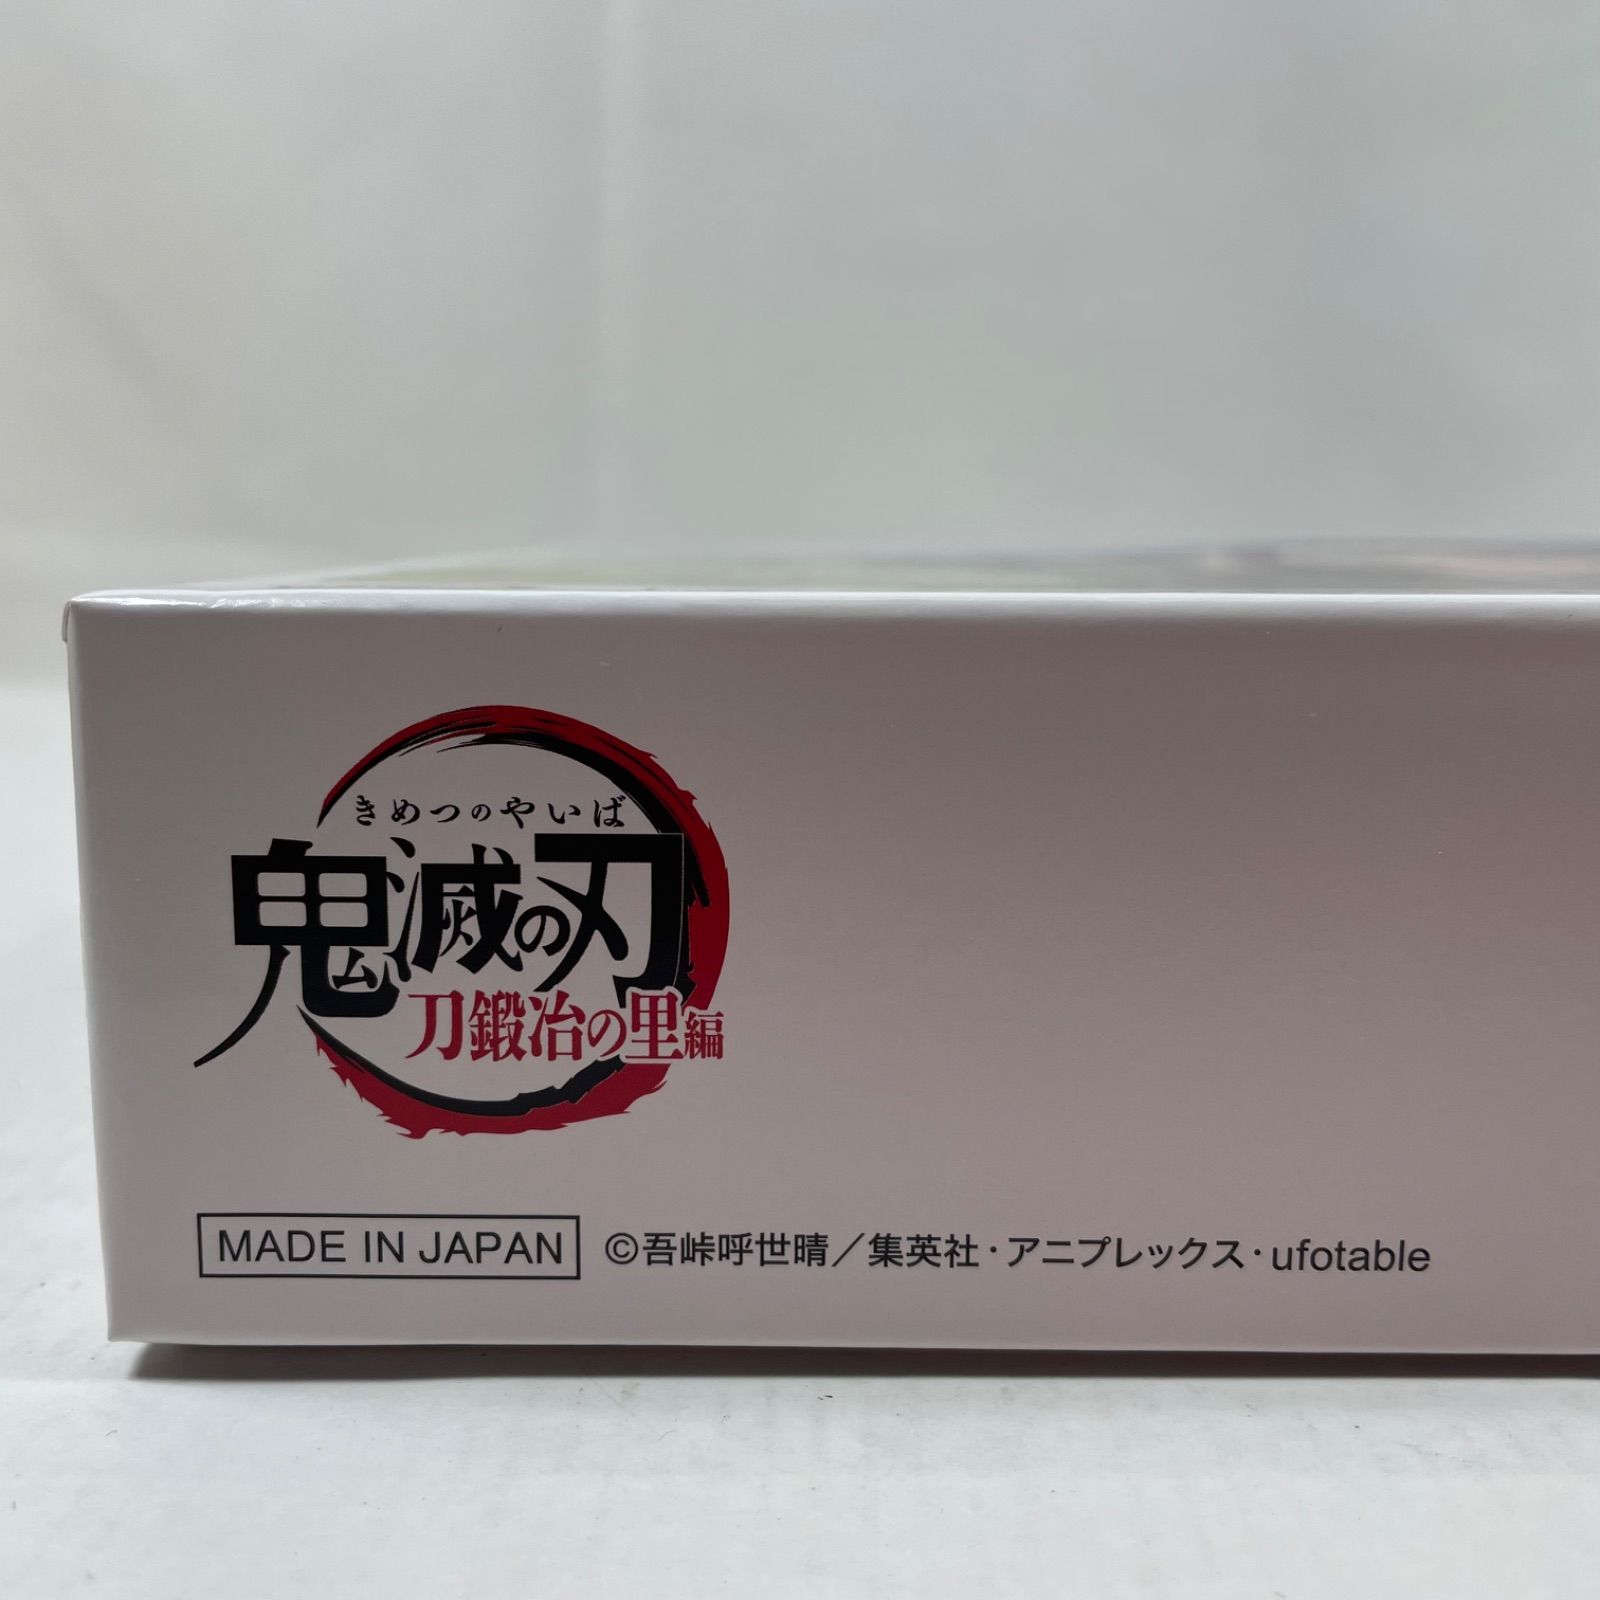 きめつのやいば
鬼滅の刃
刀鍛冶の里編
MADE IN JAPAN ©吾峠呼世晴／集英社・アニプレックス・ufotable